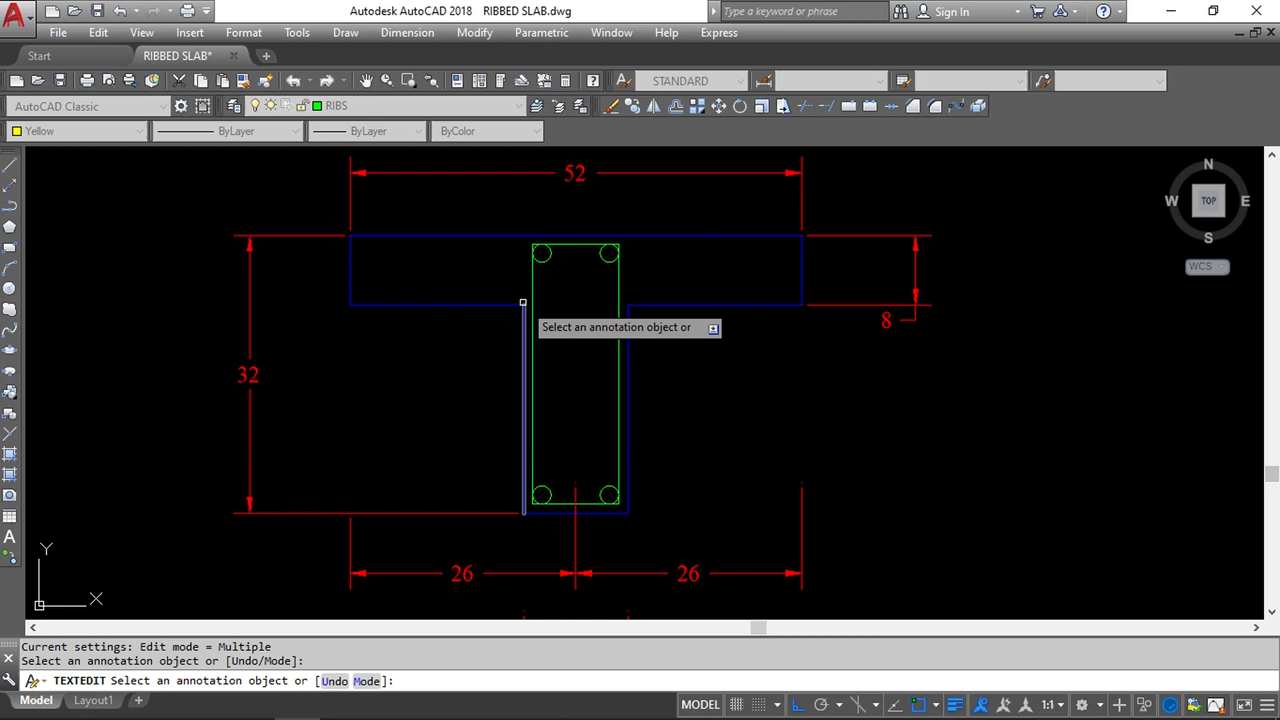 Autodesk AutoCAD 2018 RIBBED SLAB.dwg
Type a keyword or phrase
Sign In
File Edit View Insert Format Tools Draw Dimension Modify Parametric Window Help Express
Start
RIBBED SLAB*
STANDARD
AutoCAD Classic
RIBS
Yellow
ByLayer
ByLayer
ByColor
52
N
W
TOP
E
S
WCS
8
Select an annotation object or
32
26
26
Y
X
Current settings: Edit mode = Multiple
Select an annotation object or [Undo/Mode]:
TEXTEDIT Select an annotation object or [Undo Mode]:
Model
Layout1
MODEL
1:1